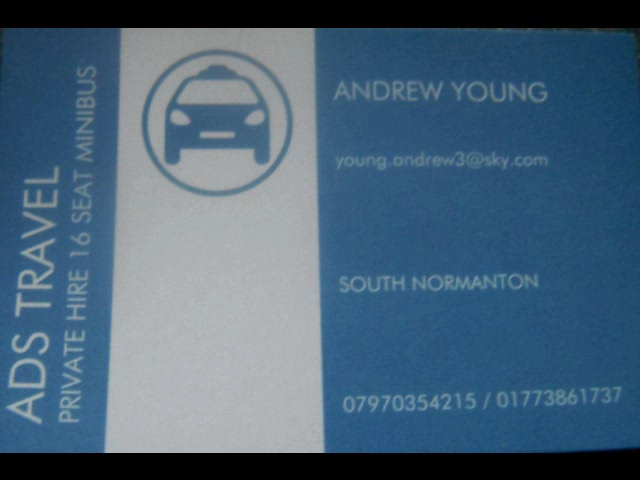 ADS TRAVEL
PRIVATE HIRE 16 SEAT MINIBUS
ANDREW YOUNG
young.andrew3@sky.com
SOUTH NORMANTON
07970354215 / 01773861737